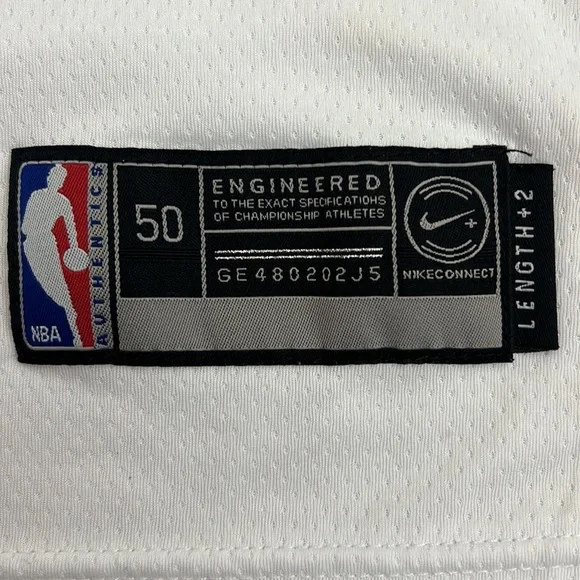 NBA
AUTHENTICS
50
ENGINEERED
TO THE EXACT SPECIFICATIONS
OF CHAMPIONSHIP ATHLETES
GE480202J5
NIKECONNECT
LENGTH+2